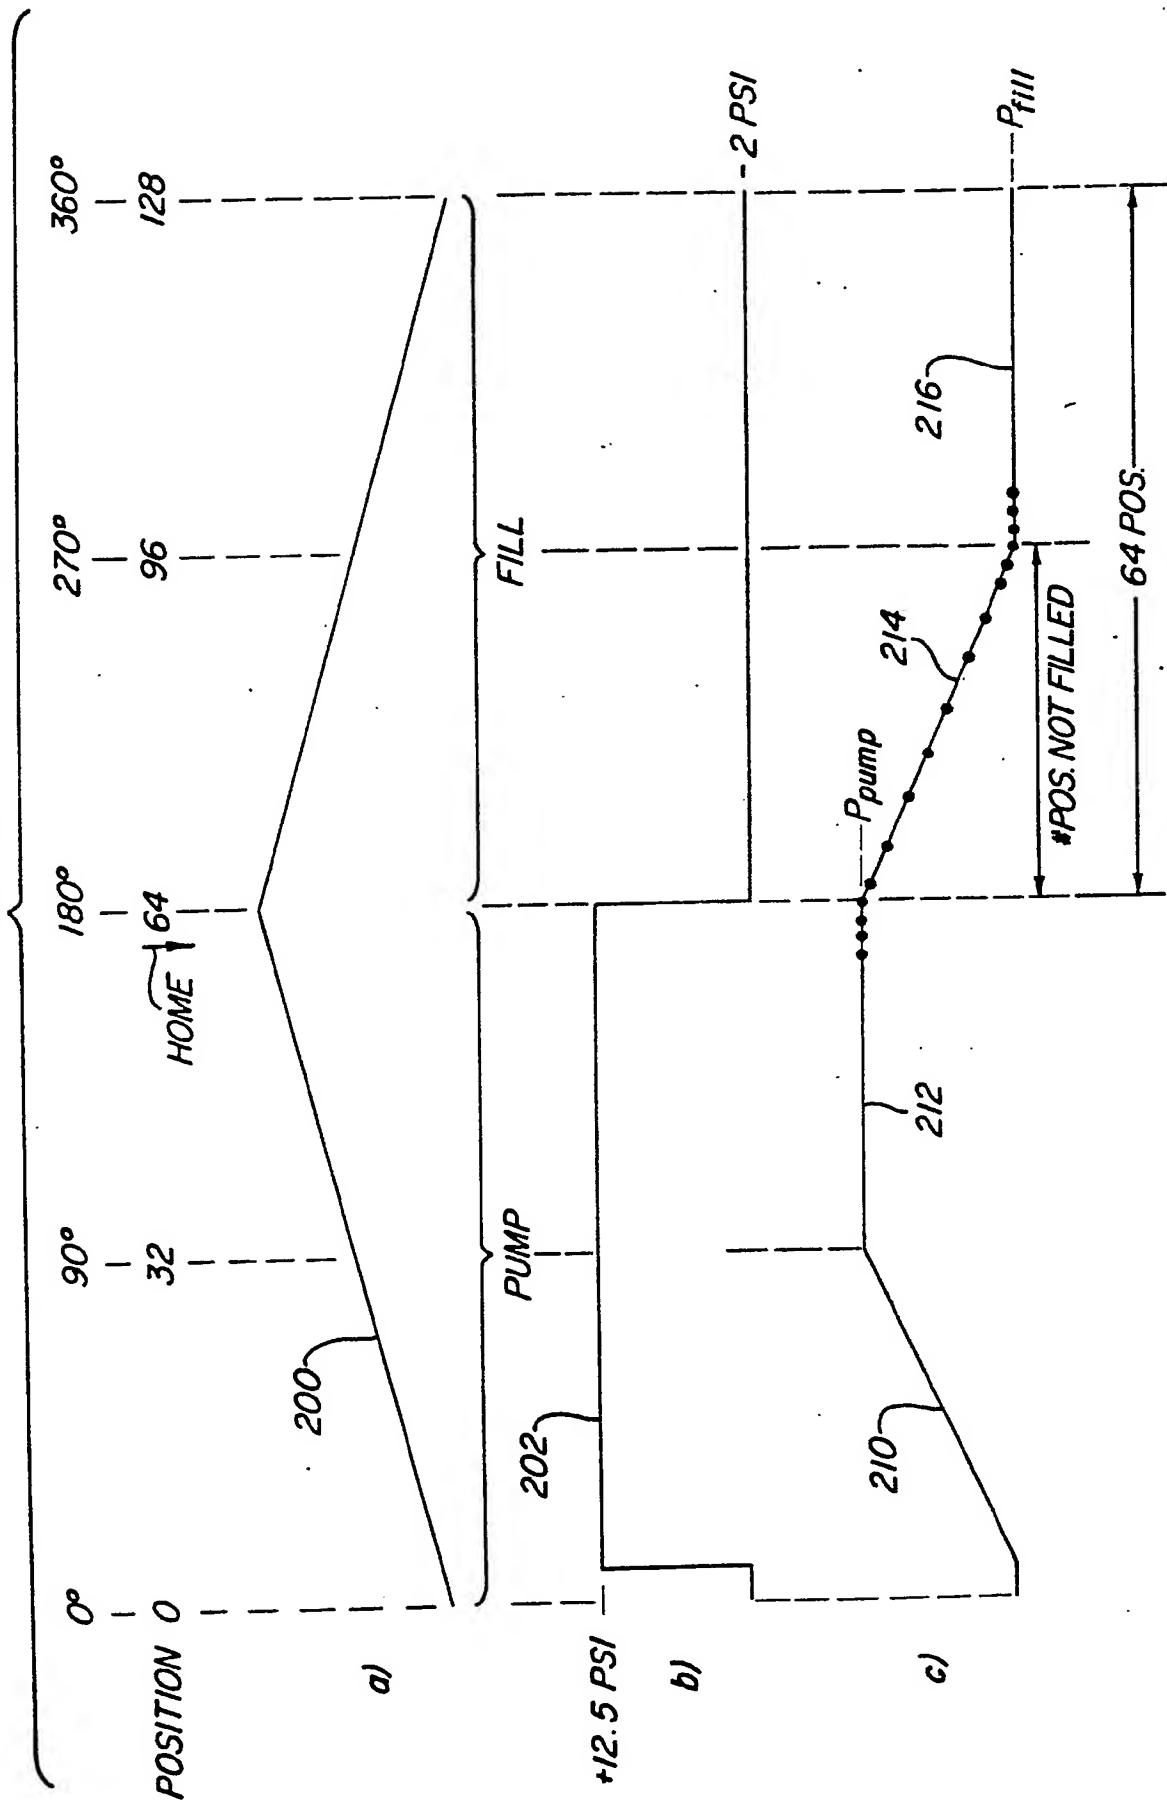 0° 90° 180° 270° 360°
POSITION 0 32 64 96 128
HOME
a)
200
PUMP FILL
+12.5 PSI
202
b)
- 2 PSI
Ppump
c)
210
212
214
216
Pfill
#POS. NOT FILLED
64 POS.